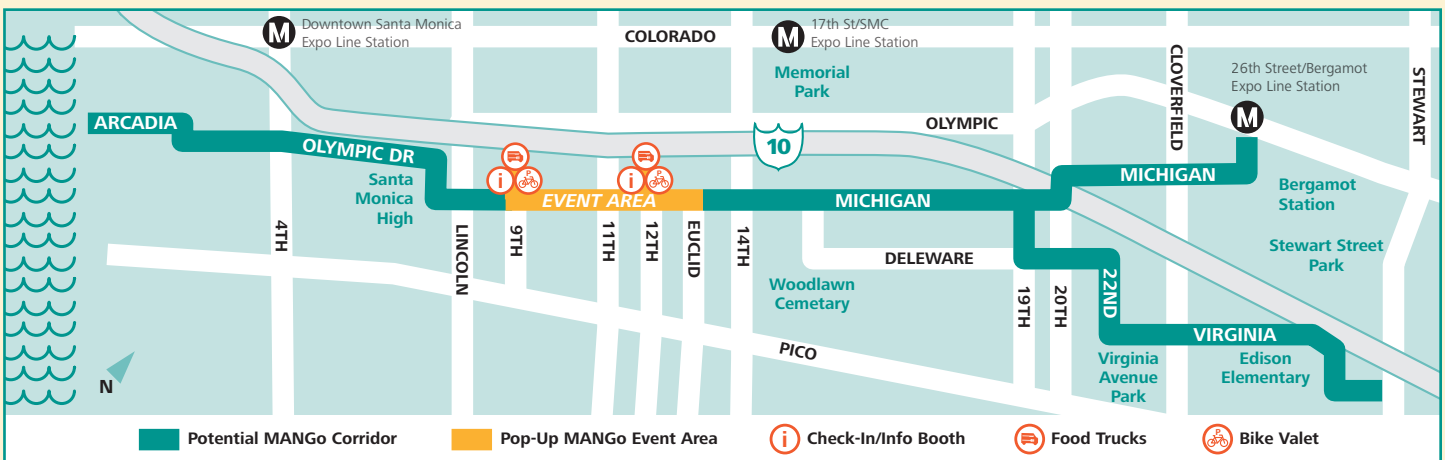 M Downtown Santa Monica
Expo Line Station
COLORADO
M 17th St/SMC
Expo Line Station
Memorial
Park
CLOVERFIELD
26th Street/Bergamot
Expo Line Station
M
STEWART
ARCADIA
OLYMPIC DR
10
OLYMPIC
Santa
Monica
High
i
P
i
P
EVENT AREA
MICHIGAN
MICHIGAN
Bergamot
Station
4TH
LINCOLN
9TH
11TH
12TH
EUCLID
14TH
DELEWARE
Stewart Street
Park
Woodlawn
Cemetary
19TH
20TH
22ND
VIRGINIA
PICO
Virginia
Avenue
Park
Edison
Elementary
N
Potential MANGo Corridor
Pop-Up MANGo Event Area
i Check-In/Info Booth
Food Trucks
P Bike Valet